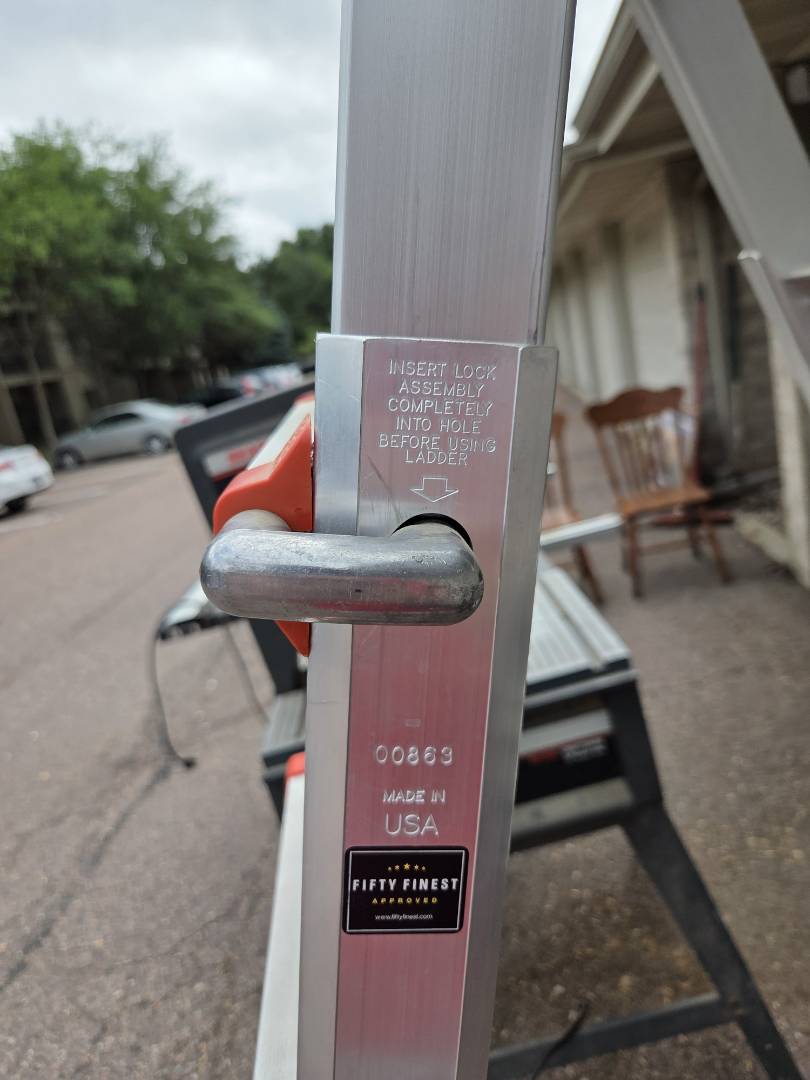 INSERT LOCK
ASSEMBLY
COMPLETELY
INTO HOLE
BEFORE USING
LADDER
00863
MADE IN
USA
FIFTY FINEST
APPROVED
www.fiftyfinest.com